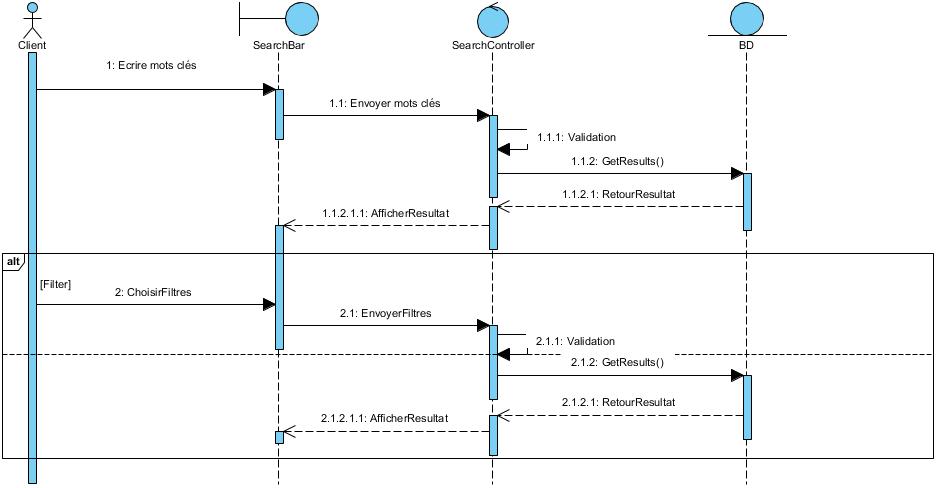 Client
SearchBar
SearchController
BD
1: Ecrire mots clés
1.1: Envoyer mots clés
1.1.1: Validation
1.1.2: GetResults()
1.1.2.1: RetourResultat
1.1.2.1.1: AfficherResultat
alt
[Filter]
2: ChoisirFiltres
2.1: EnvoyerFiltres
2.1.1: Validation
2.1.2: GetResults()
2.1.2.1: RetourResultat
2.1.2.1.1: AfficherResultat